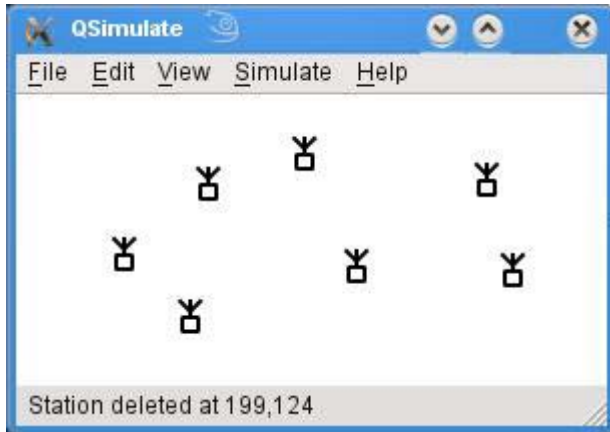 QSimulate
File Edit View Simulate Help
Station deleted at 199,124